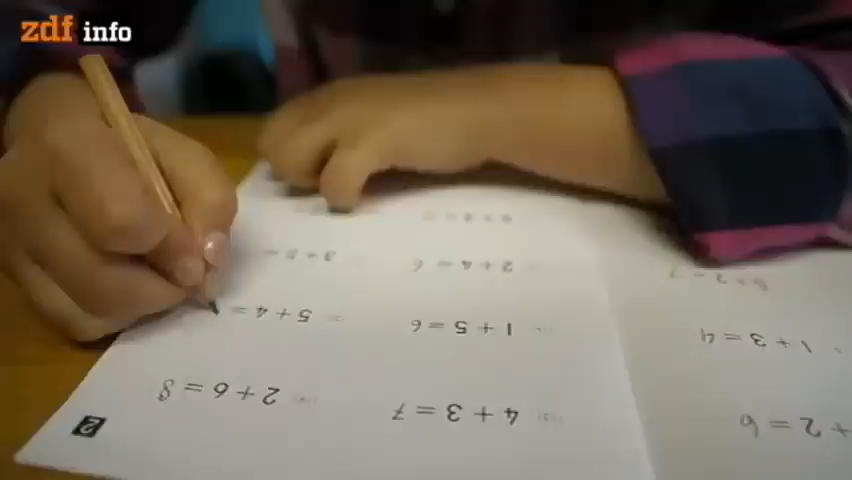 zdf info
2
+ 2 = 6
1 + 3 = 4
4 + 3 = 7
1 + 5 = 6
2 + 4 = 6
2 + 6 = 8
5 + 4 =